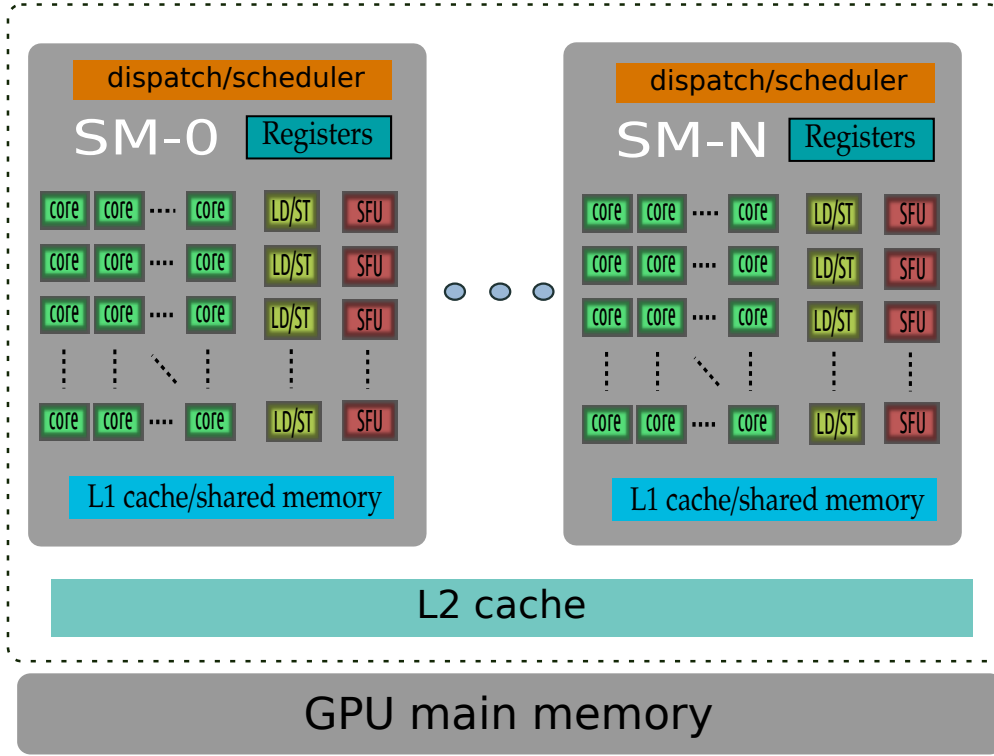 dispatch/scheduler
SM-0 Registers
core core .... core LD/ST SFU
core core .... core LD/ST SFU
core core .... core LD/ST SFU
core core .... core LD/ST SFU
L1 cache/shared memory
dispatch/scheduler
SM-N Registers
core core .... core LD/ST SFU
core core .... core LD/ST SFU
core core .... core LD/ST SFU
core core .... core LD/ST SFU
L1 cache/shared memory
L2 cache
GPU main memory